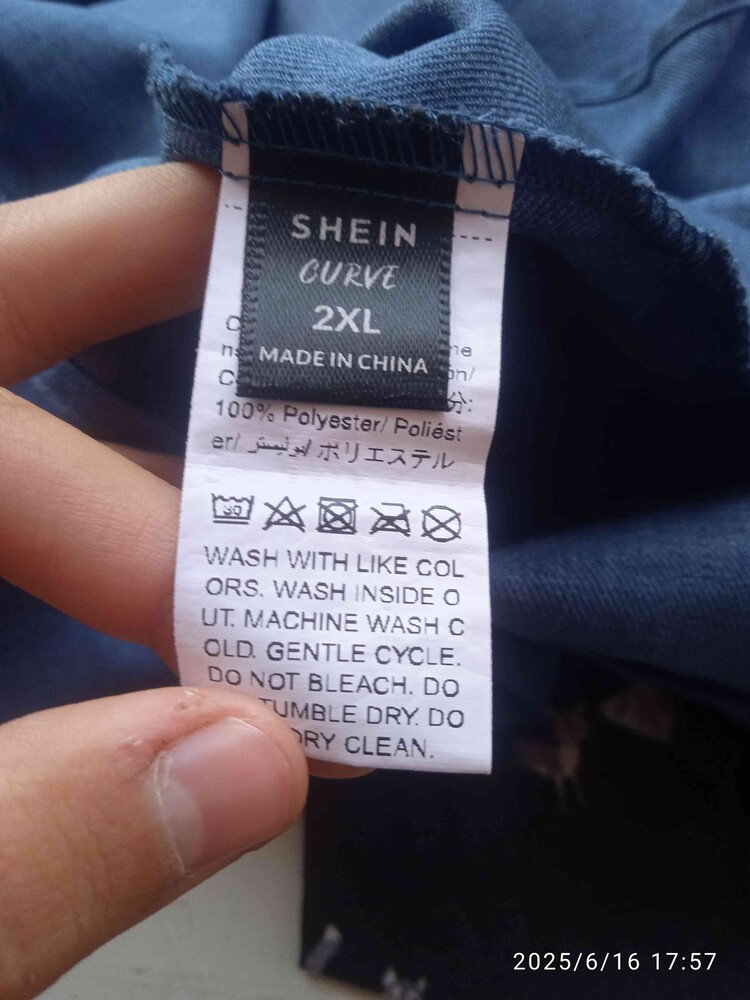 SHEIN
CURVE
2XL
MADE IN CHINA
分:
100% Polyester/ Poliést
er/ بوليستر/ ポリエステル
30
WASH WITH LIKE COL
ORS. WASH INSIDE O
UT. MACHINE WASH C
OLD. GENTLE CYCLE.
DO NOT BLEACH. DO
TUMBLE DRY. DO
DRY CLEAN.
2025/6/16 17:57